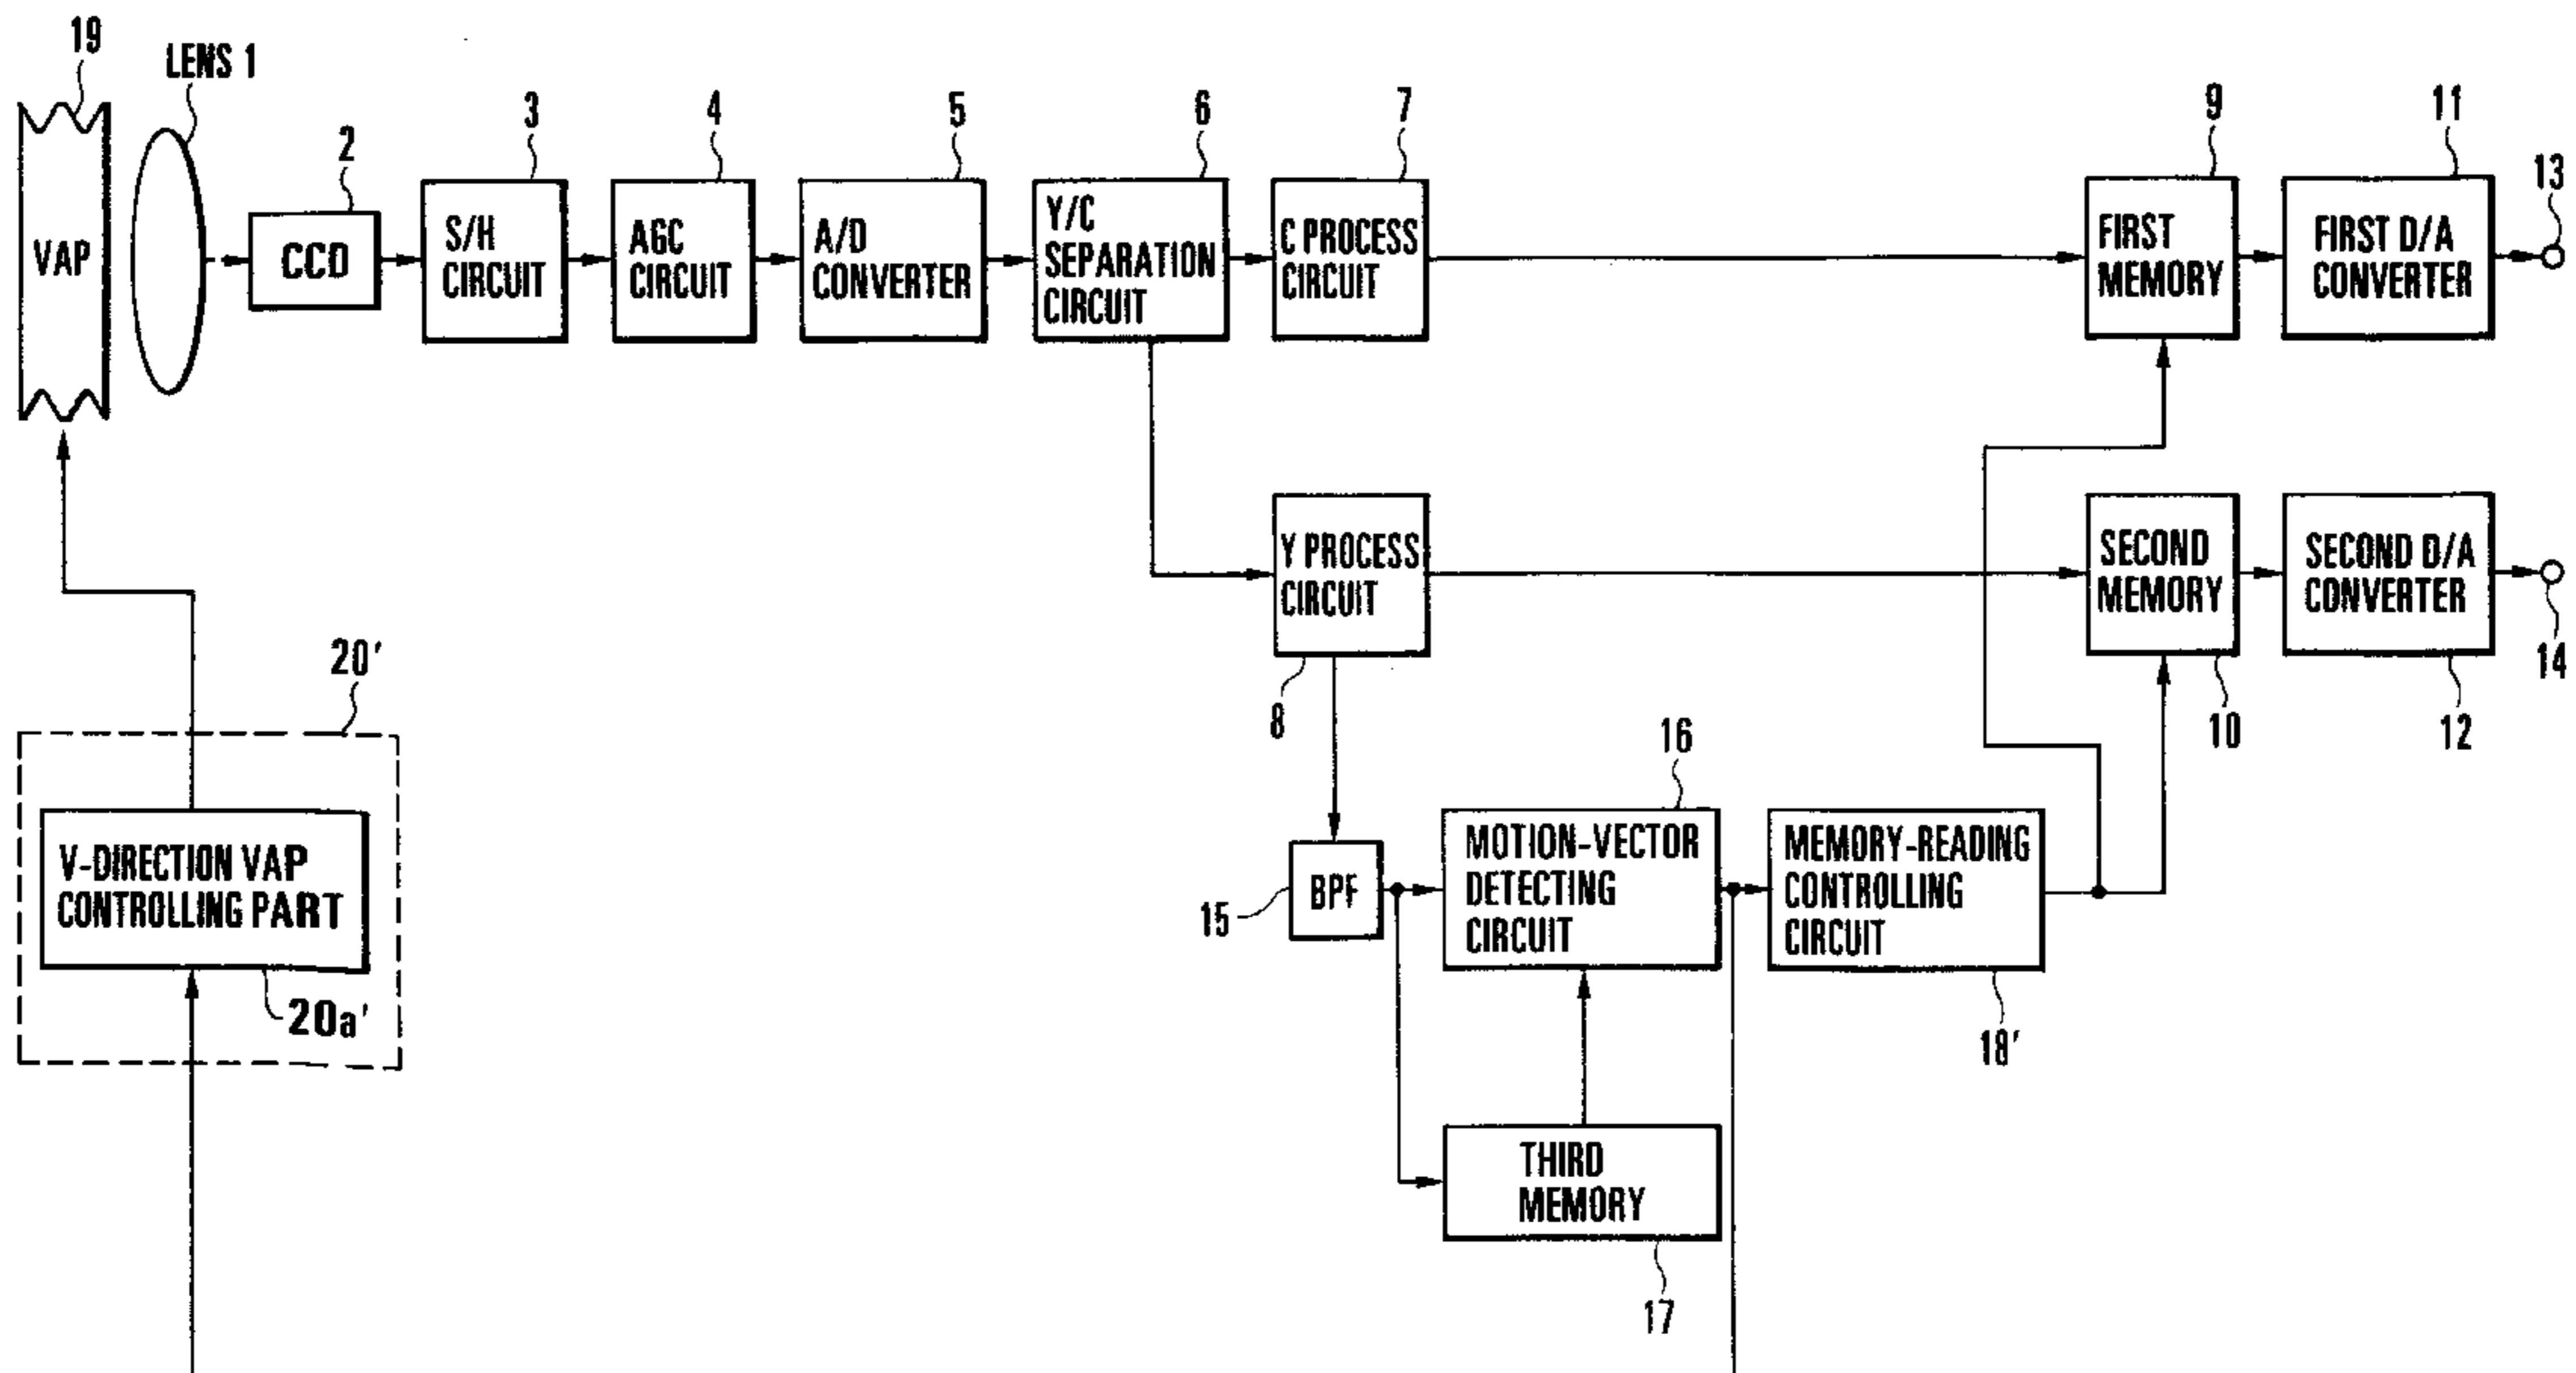 19
LENS 1
VAP
2
CCD
3
S/H
CIRCUIT
4
AGC
CIRCUIT
5
A/D
CONVERTER
6
Y/C
SEPARATION
CIRCUIT
7
C PROCESS
CIRCUIT
9
FIRST
MEMORY
11
FIRST D/A
CONVERTER
13
Y PROCESS
CIRCUIT
8
SECOND
MEMORY
10
SECOND D/A
CONVERTER
12
14
20'
V-DIRECTION VAP
CONTROLLING PART
20a'
15
BPF
16
MOTION-VECTOR
DETECTING
CIRCUIT
MEMORY-READING
CONTROLLING
CIRCUIT
18'
THIRD
MEMORY
17